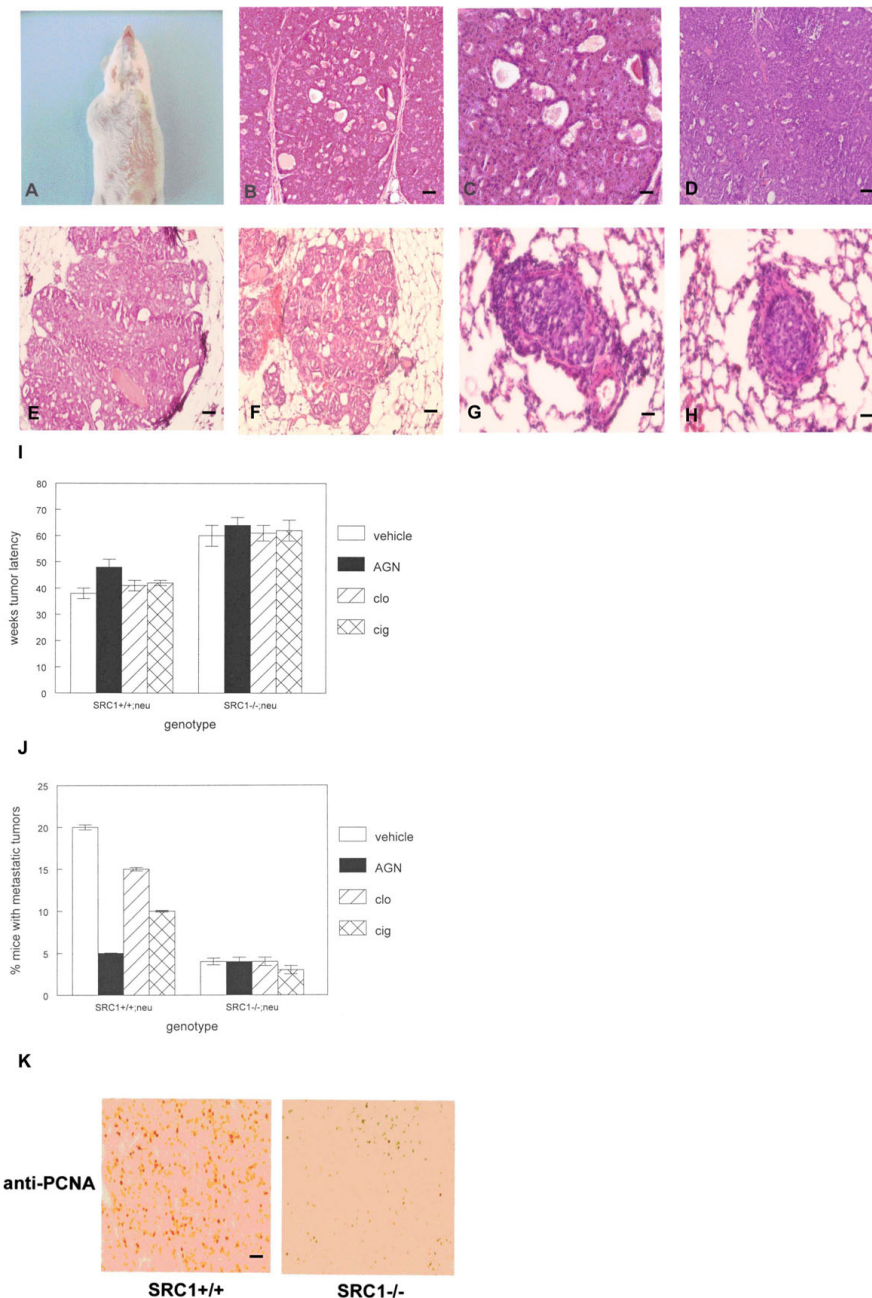 A
B
C
D
E
F
G
H
I
80
70
60
50
40
30
20
10
0
weeks tumor latency
SRC1+/+;neu
SRC1-/-;neu
genotype
vehicle
AGN
clo
cig
J
25
20
15
10
5
0
% mice with metastatic tumors
SRC1+/+;neu
SRC1-/-;neu
genotype
vehicle
AGN
clo
cig
K
anti-PCNA
SRC1+/+
SRC1-/-